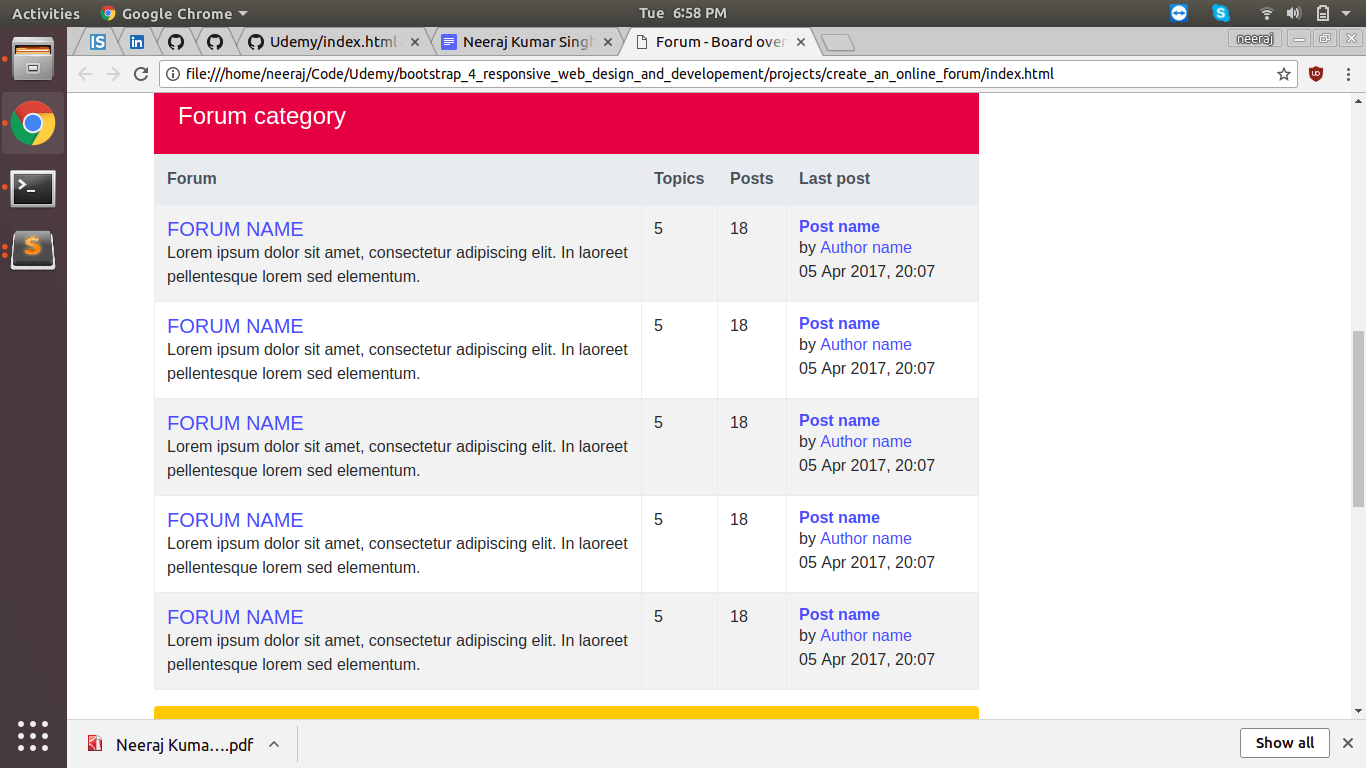 Activities Google Chrome Tue 6:58 PM
IS in Udemy/index.html Neeraj Kumar Singh Forum - Board over neeraj
file:///home/neeraj/Code/Udemy/bootstrap_4_responsive_web_design_and_developement/projects/create_an_online_forum/index.html
Forum category
Forum Topics Posts Last post
FORUM NAME 5 18 Post name
Lorem ipsum dolor sit amet, consectetur adipiscing elit. In laoreet by Author name
pellentesque lorem sed elementum. 05 Apr 2017, 20:07
FORUM NAME 5 18 Post name
Lorem ipsum dolor sit amet, consectetur adipiscing elit. In laoreet by Author name
pellentesque lorem sed elementum. 05 Apr 2017, 20:07
FORUM NAME 5 18 Post name
Lorem ipsum dolor sit amet, consectetur adipiscing elit. In laoreet by Author name
pellentesque lorem sed elementum. 05 Apr 2017, 20:07
FORUM NAME 5 18 Post name
Lorem ipsum dolor sit amet, consectetur adipiscing elit. In laoreet by Author name
pellentesque lorem sed elementum. 05 Apr 2017, 20:07
FORUM NAME 5 18 Post name
Lorem ipsum dolor sit amet, consectetur adipiscing elit. In laoreet by Author name
pellentesque lorem sed elementum. 05 Apr 2017, 20:07
Neeraj Kuma....pdf Show all